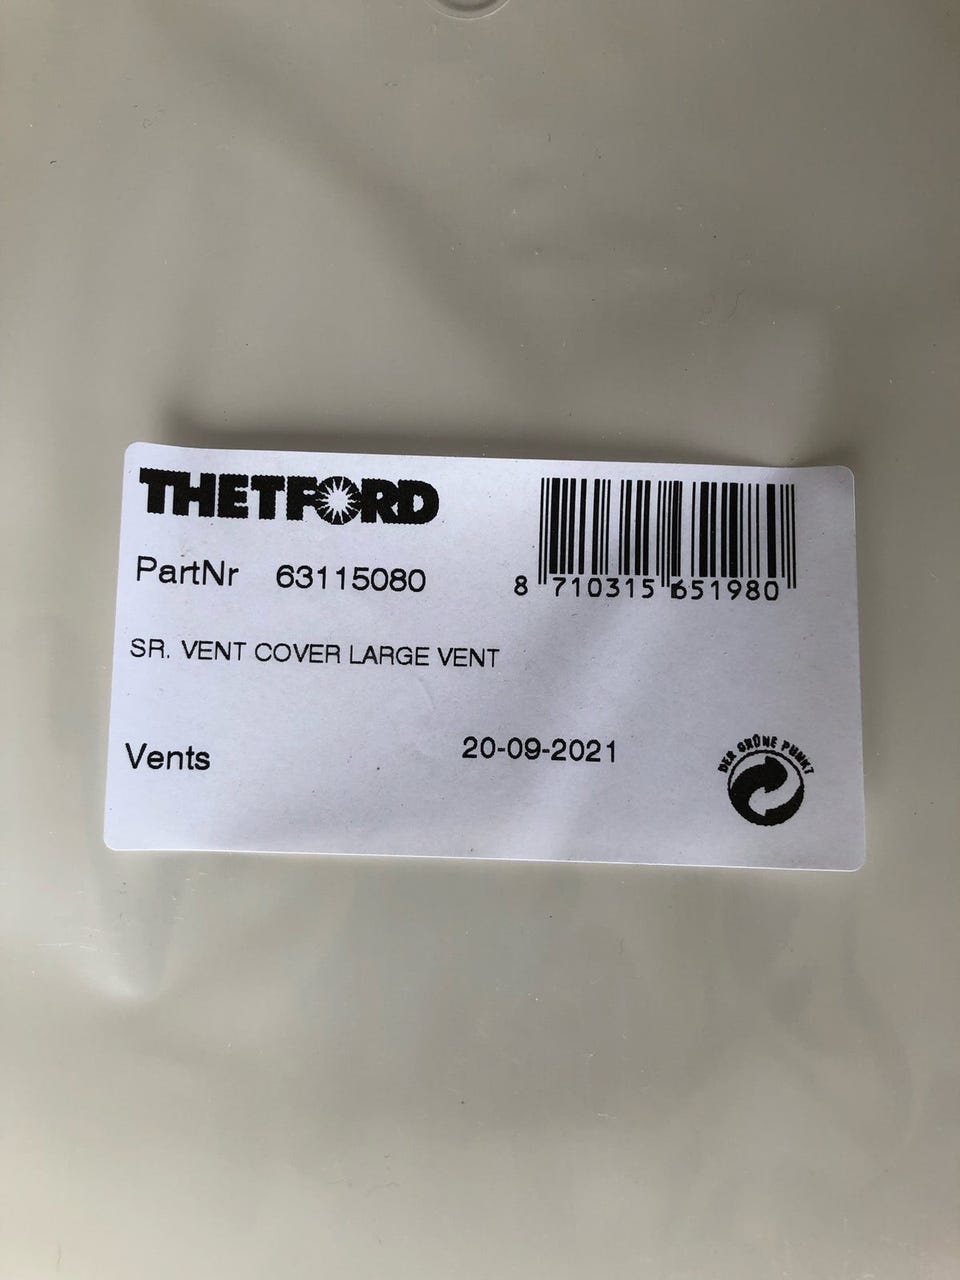 THETFORD
PartNr 63115080
8 710315 651980
SR. VENT COVER LARGE VENT
Vents
20-09-2021
DER GRÜNE PUNKT